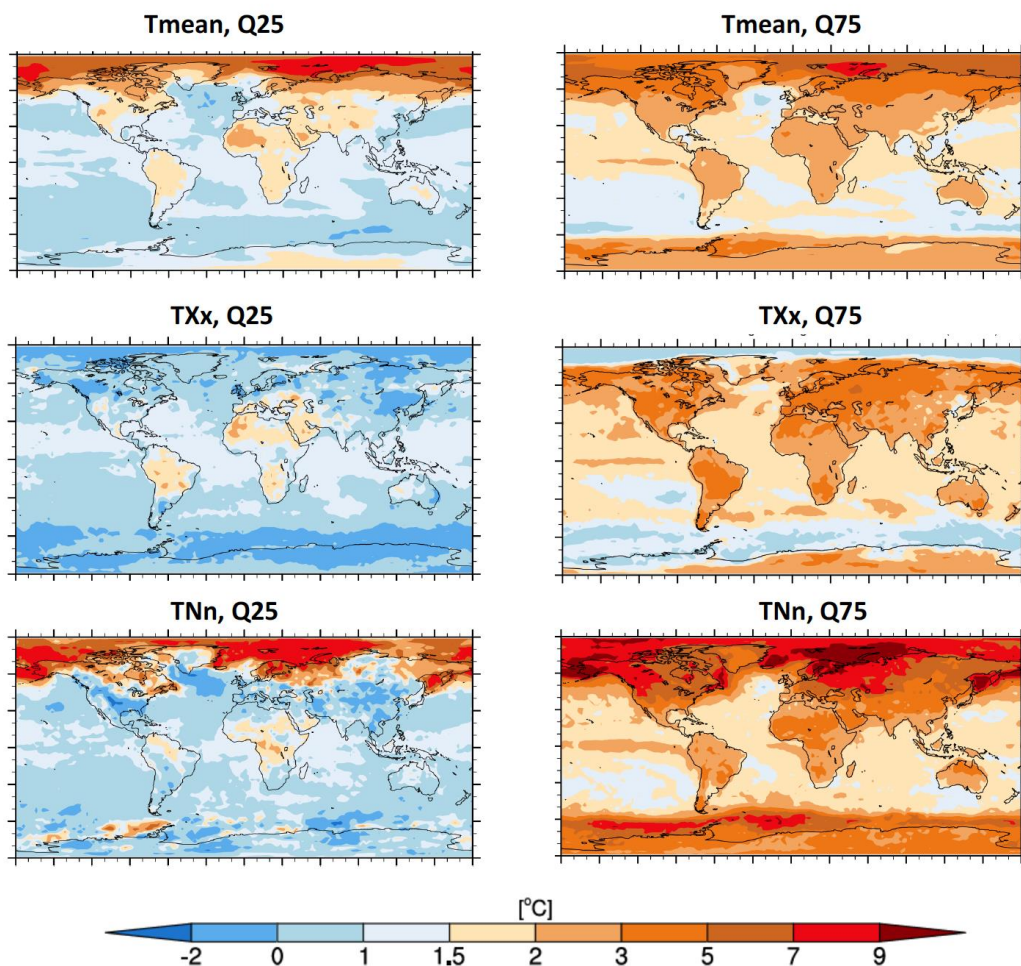 Tmean, Q25
Tmean, Q75
TXx, Q25
TXx, Q75
TNn, Q25
TNn, Q75
[°C]
-2 0 1 1.5 2 3 5 7 9